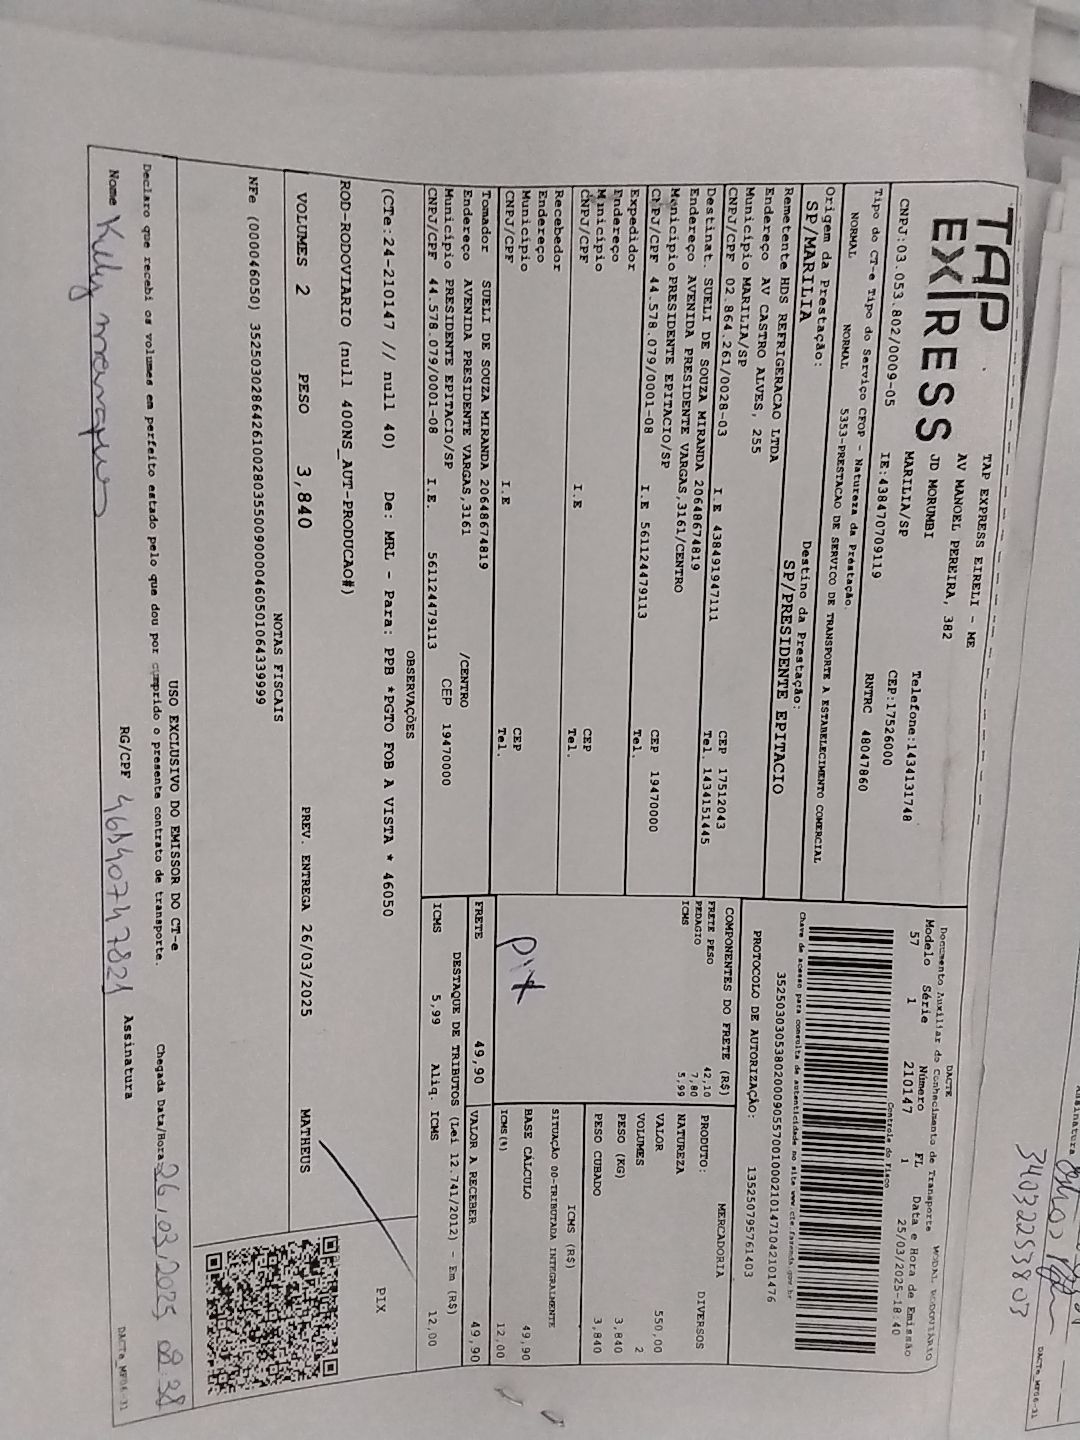 TAP
EXPRESS
TAP EXPRESS EIRELI - ME
AV MANOEL PEREIRA, 382
JD MORUMBI
Telefone:1434131748
MARILIA/SP
CEP:17526000
CNPJ:03.053.802/0009-05
IE:438470709119
RNTRC 48047860
Tipo do CT-e Tipo do Serviço CFOP - Natureza da Prestação.
NORMAL NORMAL 5353-PRESTACAO DE SERVICO DE TRANSPORTE A ESTABELECIMENTO COMERCIAL
Origem da Prestação: Destino da Prestação:
SP/MARILIA SP/PRESIDENTE EPITACIO
Remetente HDS REFRIGERACAO LTDA
Endereço AV CASTRO ALVES, 255
Município MARILIA/SP CEP 17512043
CNPJ/CPF 02.864.261/0028-03 I.E 438491947111 Tel. 1434151445
Destinat. SUELI DE SOUZA MIRANDA 20648674819
Endereço AVENIDA PRESIDENTE VARGAS,3161/CENTRO
Município PRESIDENTE EPITACIO/SP CEP 19470000
CNPJ/CPF 44.578.079/0001-08 I.E 561124479113 Tel.
Expedidor
Endereço
Município CEP
CNPJ/CPF I.E Tel.
Recebedor
Endereço
Município CEP
CNPJ/CPF I.E Tel.
Tomador SUELI DE SOUZA MIRANDA 20648674819
Endereço AVENIDA PRESIDENTE VARGAS,3161 /CENTRO
Município PRESIDENTE EPITACIO/SP CEP 19470000
CNPJ/CPF 44.578.079/0001-08 I.E. 561124479113
DACTE
Documento Auxiliar do Conhecimento de Transporte MODAL RODOVIÁRIO
Modelo Série Número FL Data e Hora de Emissão
57 1 210147 1 25/03/2025-18:40
Controle do Fisco
Chave de acesso para consulta de autenticidade no site www.cte.fazenda.gov.br
PROTOCOLO DE AUTORIZAÇÃO: 135250795761403
COMPONENTES DO FRETE (R$)
FRETE PESO 42,10
PEDAGIO 7,80
ICMS 5,99
pix
MERCADORIA
PRODUTO: DIVERSOS
NATUREZA
VALOR 550,00
VOLUMES 2
PESO (KG) 3,840
PESO CUBADO 3,840
ICMS (R$)
SITUAÇÃO 00-TRIBUTADA INTEGRALMENTE
BASE CÁLCULO 49,90
ICMS(%) 12,00
FRETE 49,90 VALOR A RECEBER 49,90
DESTAQUE DE TRIBUTOS (Lei 12.741/2012) - Em (R$)
ICMS 5,99 Aliq. ICMS 12,00
OBSERVAÇÕES
(CTe:24-210147 // null 40) De: MRL - Para: PPB *PGTO FOB A VISTA * 46050
PIX
ROD-RODOVIARIO (null 400NS_AUT-PRODUCAO#)
VOLUMES 2 PESO 3,840 PREV. ENTREGA 26/03/2025 MATHEUS
NOTAS FISCAIS
USO EXCLUSIVO DO EMISSOR DO CT-e
Declaro que recebi os volumes em perfeito estado pelo que dou por cumprido o presente contrato de transporte. Chegada Data/Hora 26/03/2025 08:38
Nome Kelly RG/CPF Assinatura
DACTe_MF06-31
Assinatura
34032253803
DACTe_MF06-31